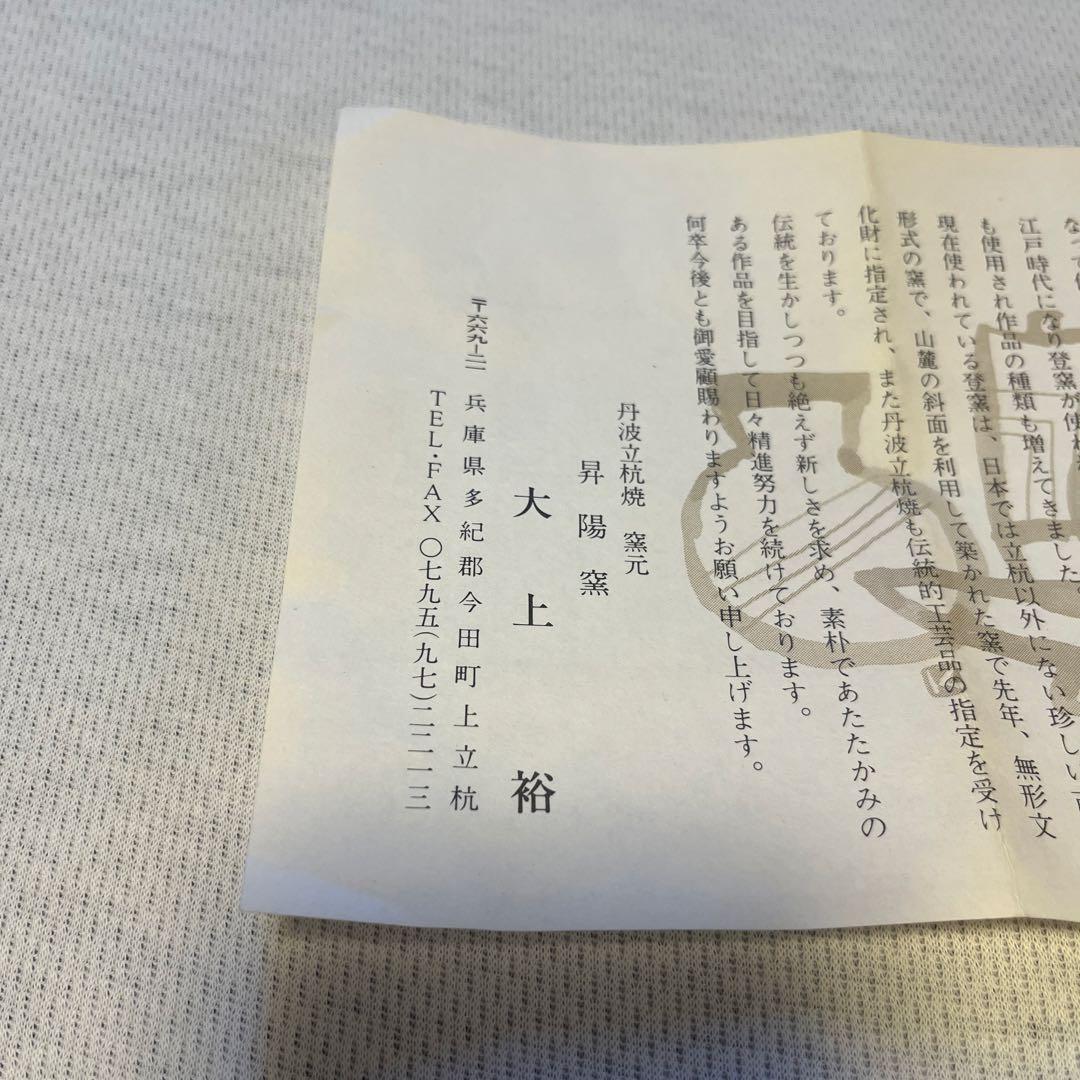 江戸時代になり登窯が使
も使用され作品の種類も増えてきました。
現在使われている登窯は、日本では立杭以外にない珍しい
形式の窯で、山麓の斜面を利用して築かれた窯で先年、無形文
化財に指定され、また丹波立杭焼も伝統的工芸品の指定を受け
ております。
伝統を生かしつつも絶えず新しさを求め、素朴であたたかみの
ある作品を目指して日々精進努力を続けております。
何卒今後とも御愛顧賜わりますようお願い申し上げます。
丹波立杭焼 窯元
昇陽窯
大上 裕
〒六六九ー二一 兵庫県多紀郡今田町上立杭
TEL・FAX 〇七九五(九七)二二一三